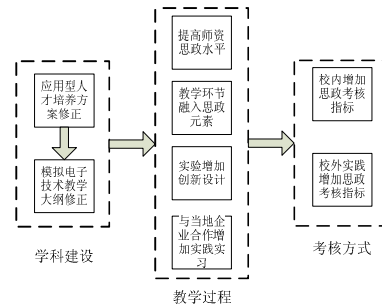 应用型人
才培养方
案修正
模拟电子
技术教学
大纲修正
学科建设
提高师资
思政水平
教学环节
融入思政
元素
实验增加
创新设计
与当地企
业合作增
加实践实
习
教学过程
校内增加
思政考核
指标
校外实践
增加思政
考核指标
考核方式